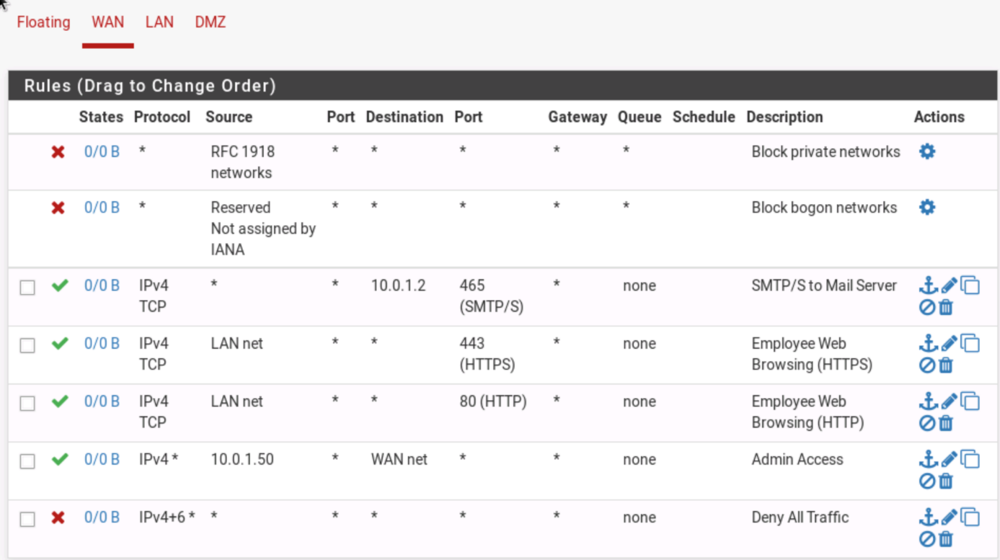 Floating WAN LAN DMZ
Rules (Drag to Change Order)
States Protocol Source Port Destination Port Gateway Queue Schedule Description Actions
0/0 B * RFC 1918 * * * * * Block private networks
networks
0/0 B * Reserved * * * * * Block bogon networks
Not assigned by
IANA
0/0 B IPv4 * * 10.0.1.2 465 * none SMTP/S to Mail Server
TCP (SMTP/S)
0/0 B IPv4 LAN net * * 443 * none Employee Web
TCP (HTTPS) Browsing (HTTPS)
0/0 B IPv4 LAN net * * 80 (HTTP) * none Employee Web
TCP Browsing (HTTP)
0/0 B IPv4 * 10.0.1.50 * WAN net * * none Admin Access
0/0 B IPv4+6 * * * * * * none Deny All Traffic